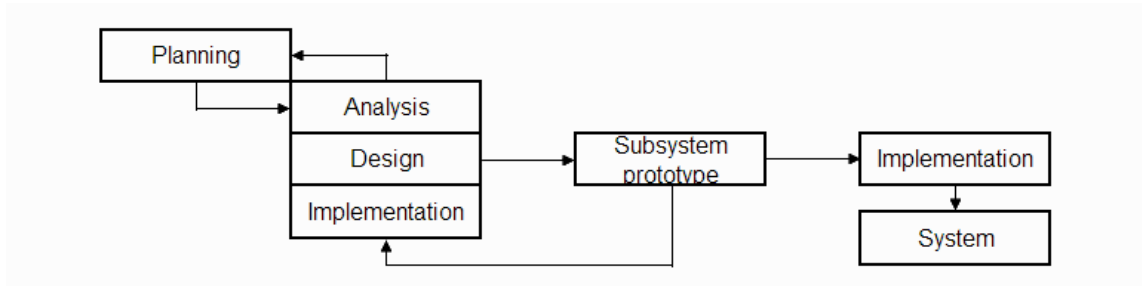 Planning
Analysis
Design
Implementation
Subsystem
prototype
Implementation
System